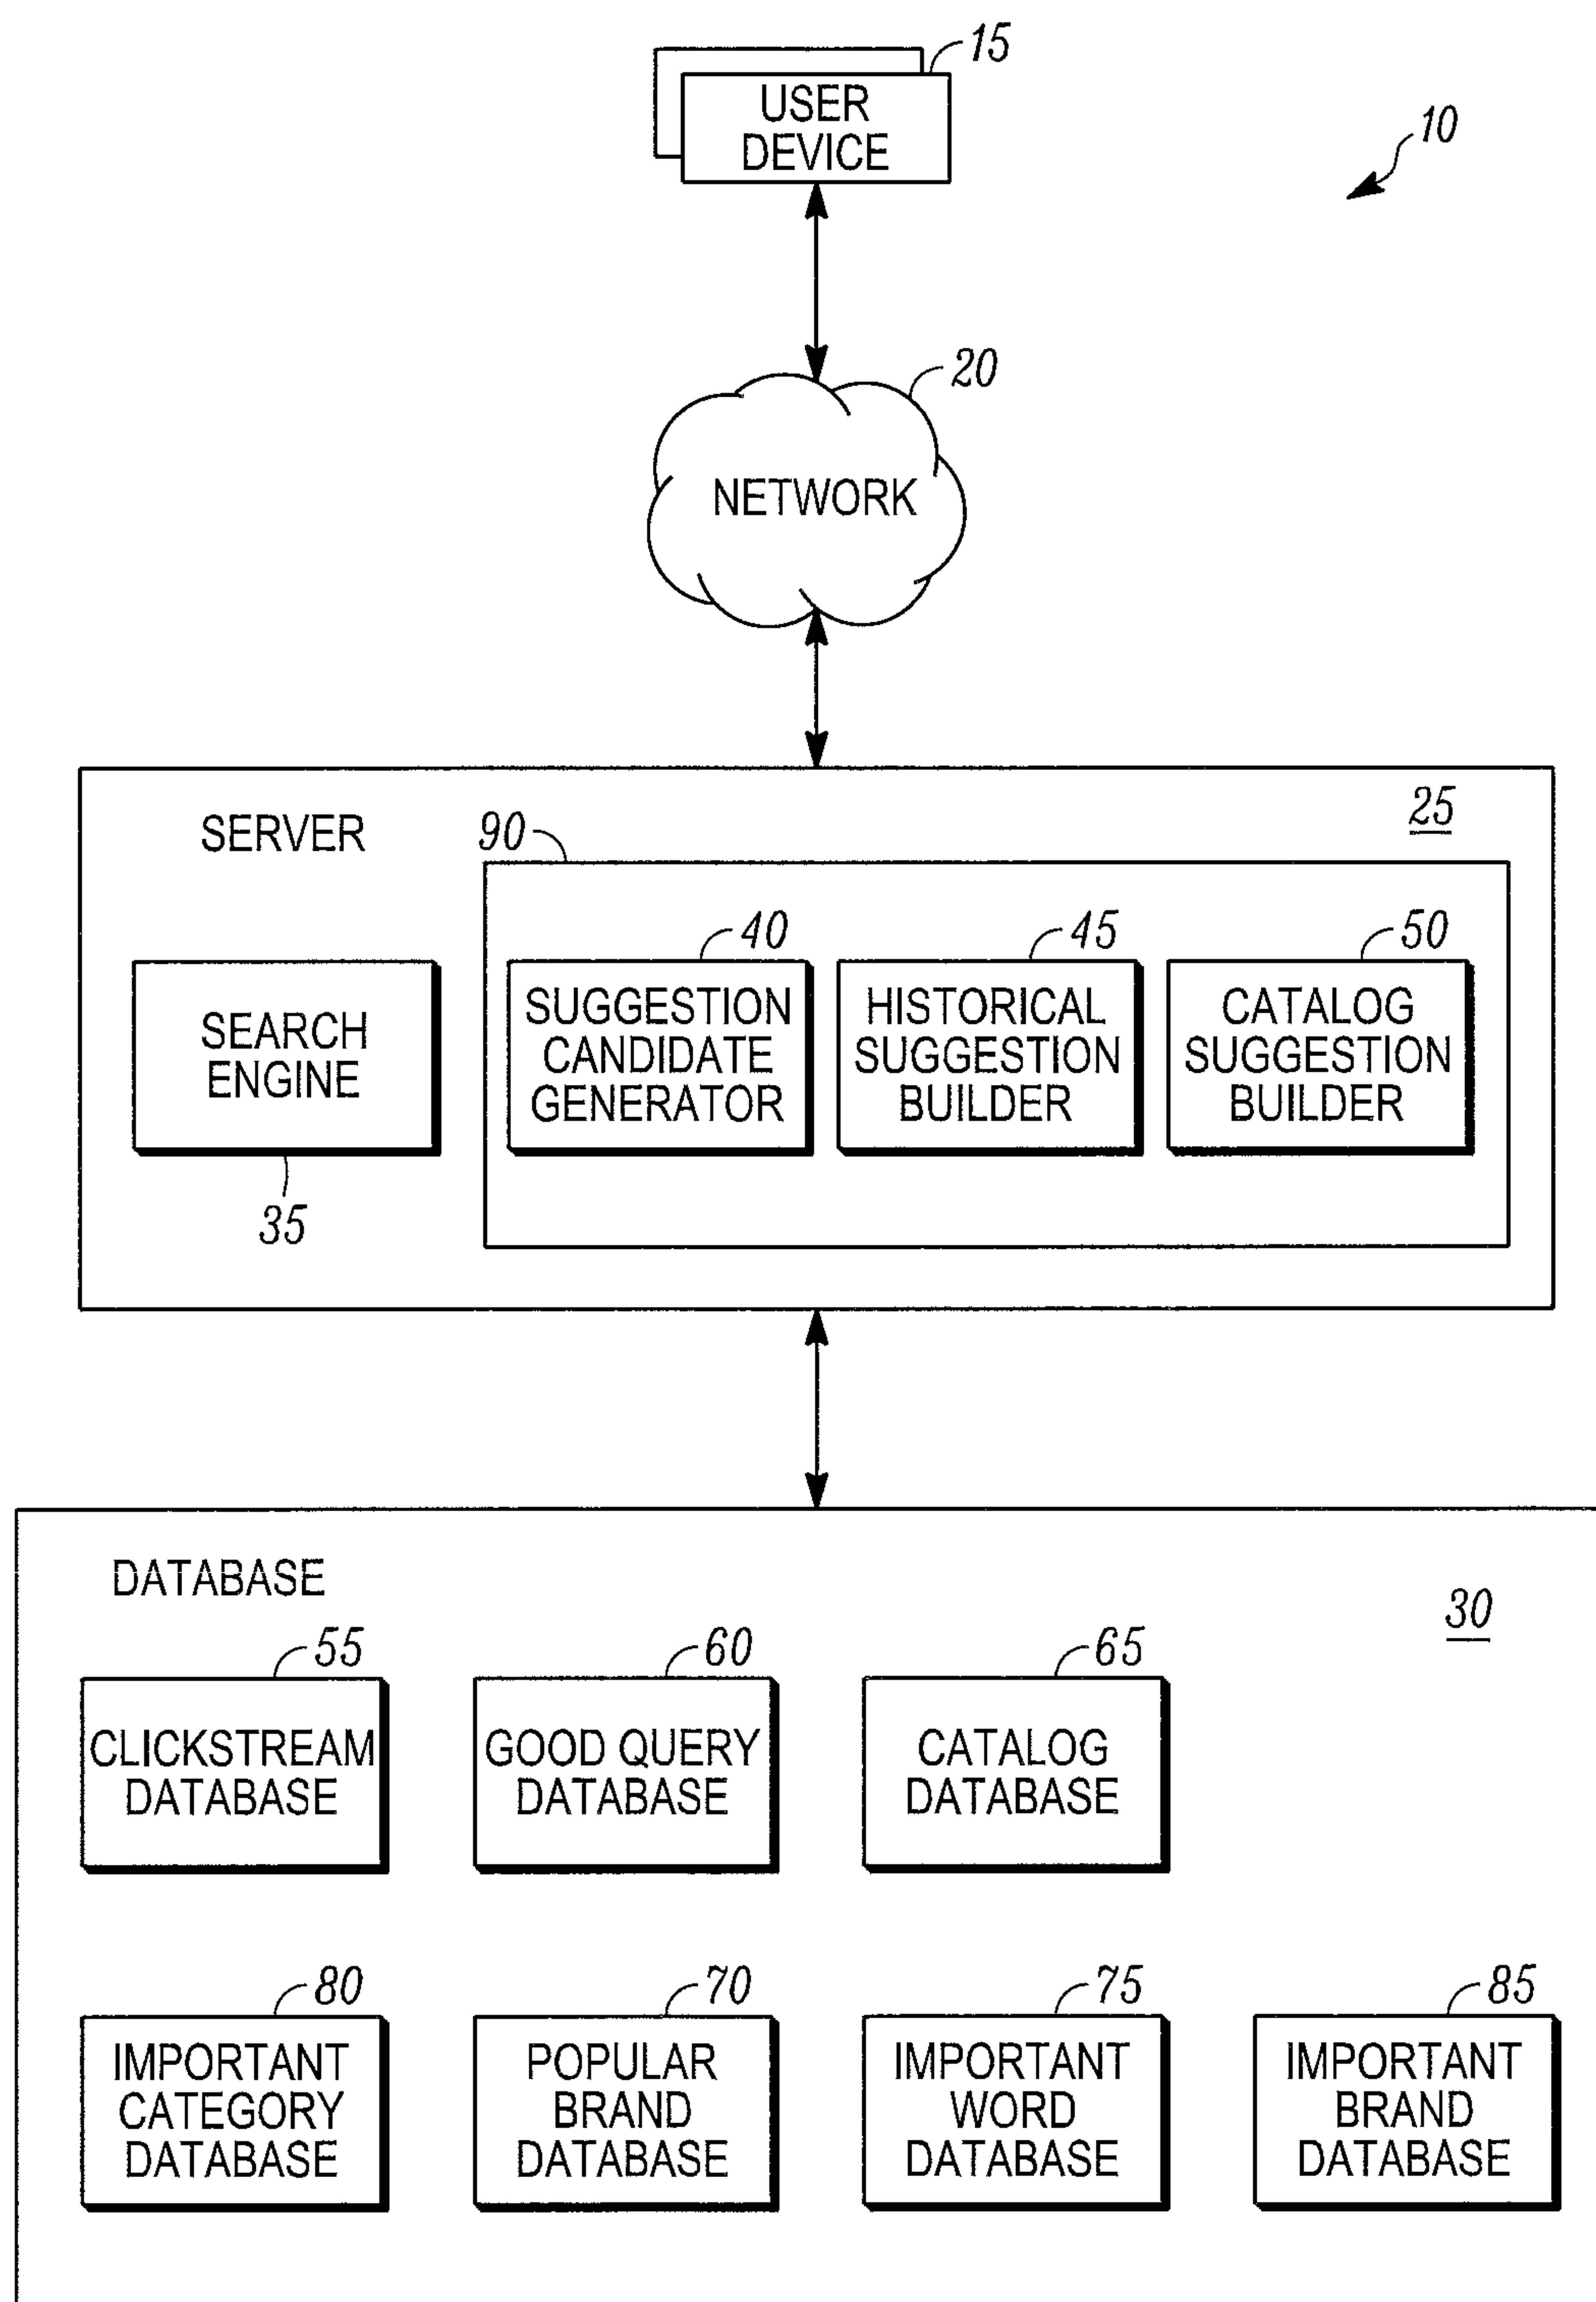 15
USER
DEVICE
10
20
NETWORK
25
SERVER
90
40
45
50
SEARCH
ENGINE
SUGGESTION
CANDIDATE
GENERATOR
HISTORICAL
SUGGESTION
BUILDER
CATALOG
SUGGESTION
BUILDER
35
DATABASE
30
55
60
65
CLICKSTREAM
DATABASE
GOOD QUERY
DATABASE
CATALOG
DATABASE
80
70
75
85
IMPORTANT
CATEGORY
DATABASE
POPULAR
BRAND
DATABASE
IMPORTANT
WORD
DATABASE
IMPORTANT
BRAND
DATABASE